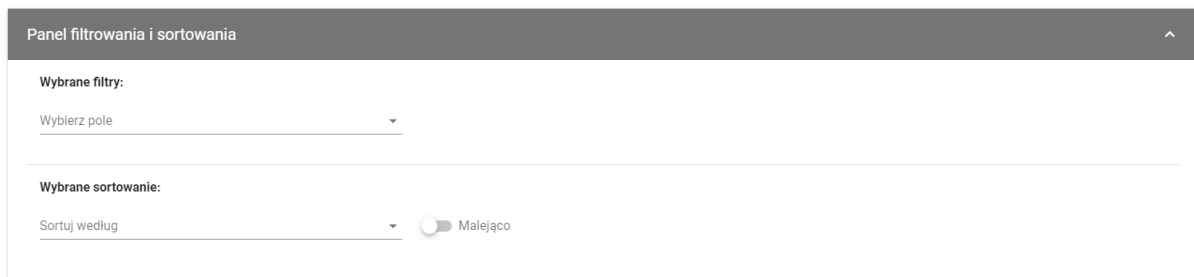 Panel filtrowania i sortowania
Wybrane filtry:
Wybierz pole
Wybrane sortowanie:
Sortuj według
Malejąco